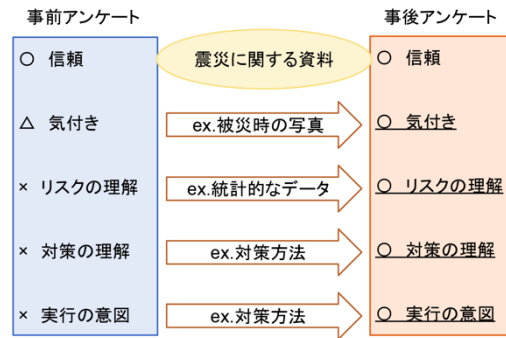 事前アンケート
事後アンケート
○ 信頼
震災に関する資料
○ 信頼
△ 気付き
ex.被災時の写真
○ 気付き
× リスクの理解
ex.統計的なデータ
○ リスクの理解
× 対策の理解
ex.対策方法
○ 対策の理解
× 実行の意図
ex.対策方法
○ 実行の意図